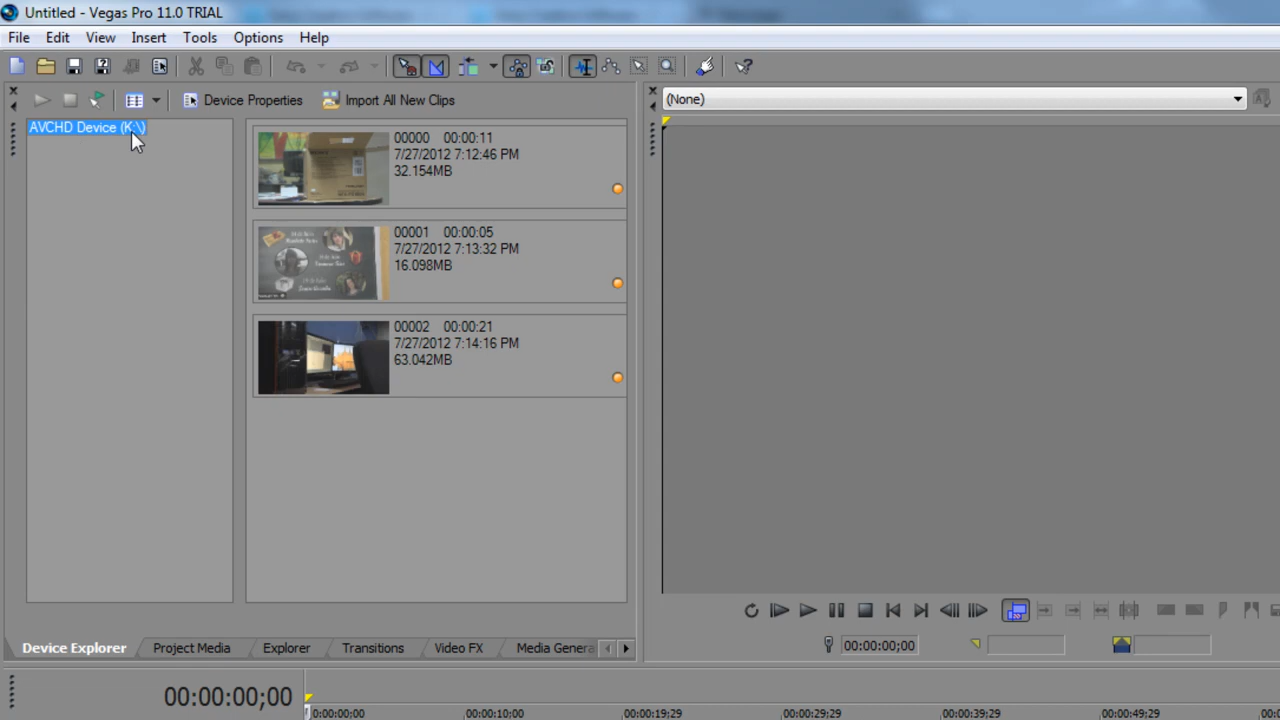 Untitled - Vegas Pro 11.0 TRIAL
File Edit View Insert Tools Options Help
Device Properties Import All New Clips
(None)
AVCHD Device (K:\)
00000 00:00:11
7/27/2012 7:12:46 PM
32.154MB
00001 00:00:05
7/27/2012 7:13:32 PM
16.098MB
00002 00:00:21
7/27/2012 7:14:16 PM
63.042MB
00:00:00;00
Device Explorer Project Media Explorer Transitions Video FX Media Genera
00:00:00;00
0:00:00;00 00:00:10;00 00:00:19;29 00:00:29;29 00:00:39;29 00:00:49;29